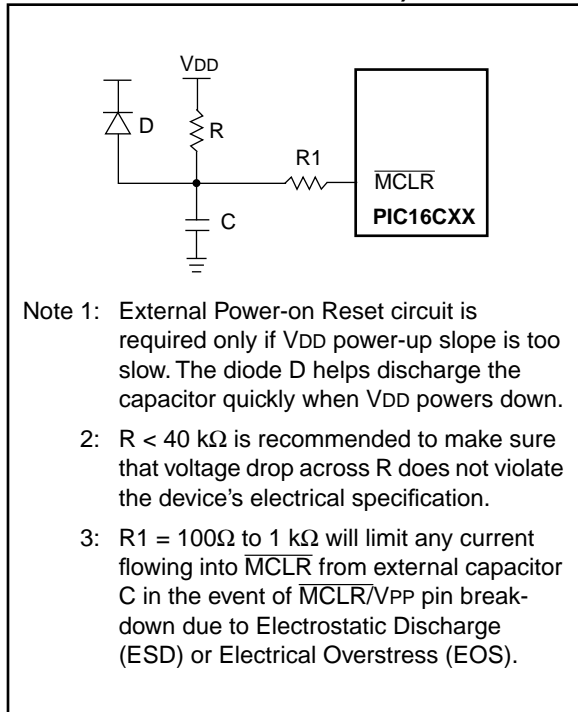 VDD
D
R
R1
MCLR
PIC16CXX
C
Note 1: External Power-on Reset circuit is
required only if VDD power-up slope is too
slow. The diode D helps discharge the
capacitor quickly when VDD powers down.
2: R < 40 kΩ is recommended to make sure
that voltage drop across R does not violate
the device's electrical specification.
3: R1 = 100Ω to 1 kΩ will limit any current
flowing into MCLR from external capacitor
C in the event of MCLR/VPP pin break-
down due to Electrostatic Discharge
(ESD) or Electrical Overstress (EOS).